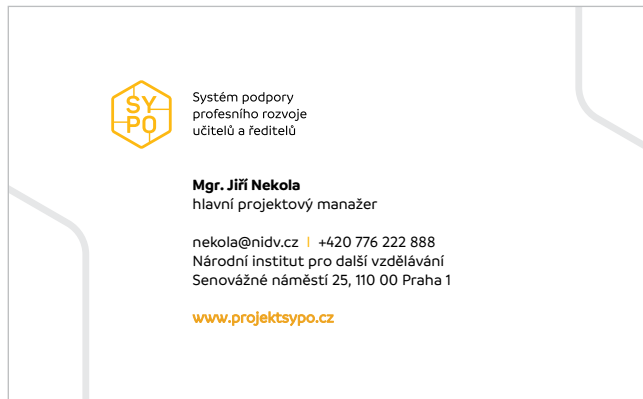 SY
PO
Systém podpory
profesního rozvoje
učitelů a ředitelů
Mgr. Jiří Nekola
hlavní projektový manažer
nekola@nidv.cz | +420 776 222 888
Národní institut pro další vzdělávání
Senovážné náměstí 25, 110 00 Praha 1
www.projektsypo.cz